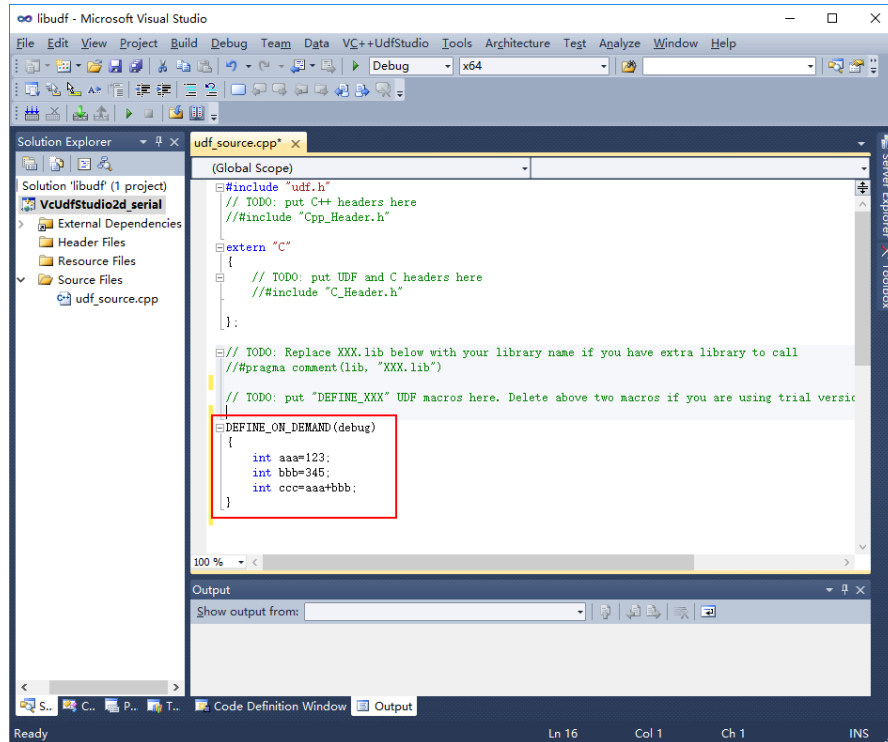 libudf - Microsoft Visual Studio
File Edit View Project Build Debug Team Data VC++UdfStudio Tools Architecture Test Analyze Window Help
Debug x64
Solution Explorer
udf_source.cpp*
(Global Scope)
Solution 'libudf' (1 project)
VcUdfStudio2d_serial
External Dependencies
Header Files
Resource Files
Source Files
udf_source.cpp
#include "udf.h"
// TODO: put C++ headers here
//#include "Cpp_Header.h"
extern "C"
{
// TODO: put UDF and C headers here
//#include "C_Header.h"
};
// TODO: Replace XXX.lib below with your library name if you have extra library to call
//#pragma comment(lib, "XXX.lib")
// TODO: put "DEFINE_XXX" UDF macros here. Delete above two macros if you are using trial versio
DEFINE_ON_DEMAND(debug)
{
int aaa=123;
int bbb=345;
int ccc=aaa+bbb;
}
100 %
Output
Show output from:
Server Explorer
Toolbox
S... C... P... T...
Code Definition Window Output
Ready Ln 16 Col 1 Ch 1 INS